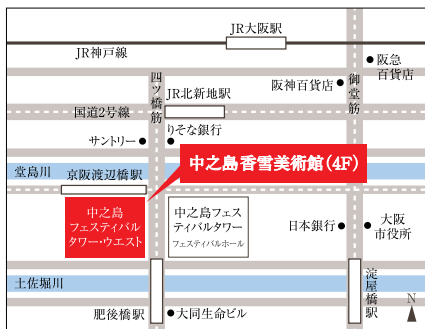 JR大阪駅
JR神戸線
阪急
百貨店
四ツ橋筋
JR北新地駅
阪神百貨店
御堂筋
国道2号線
サントリー
りそな銀行
堂島川
京阪渡辺橋駅
中之島香雪美術館(4F)
中之島
フェスティバル
タワー・ウエスト
中之島フェス
ティバルタワー
フェスティバルホール
日本銀行
大阪
市役所
土佐堀川
肥後橋駅
大同生命ビル
淀屋橋駅
N